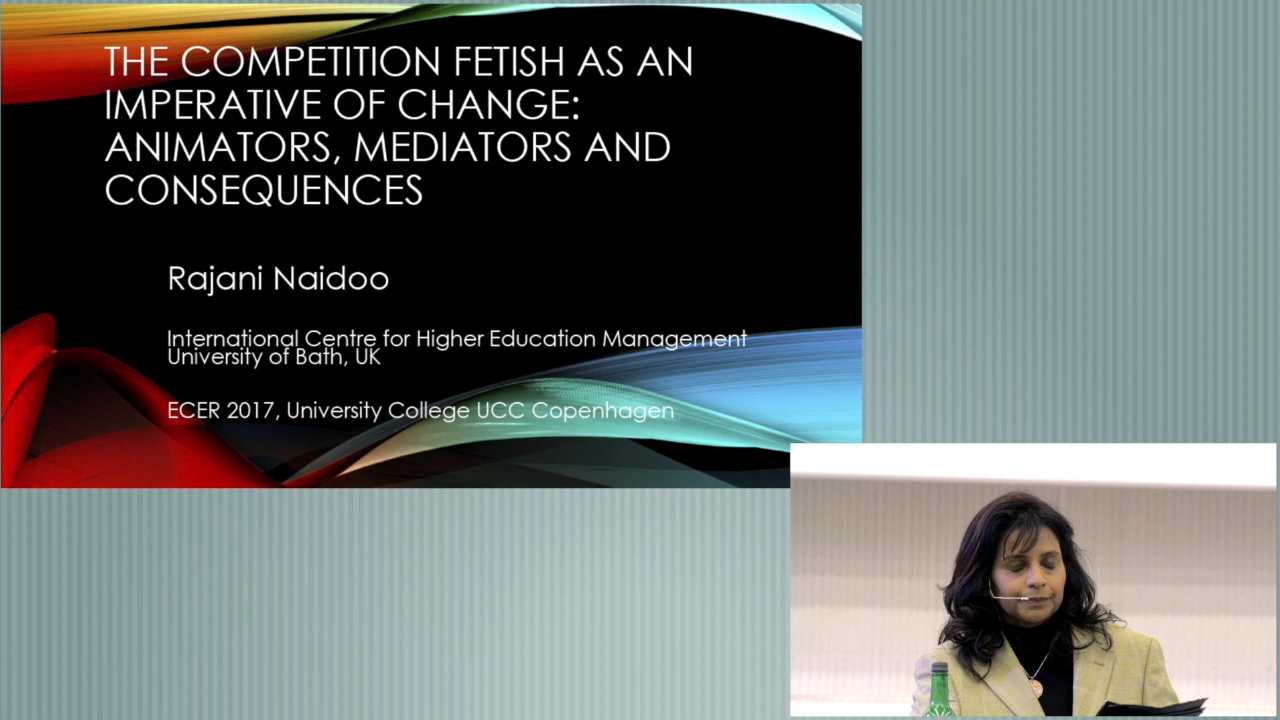 THE COMPETITION FETISH AS AN
IMPERATIVE OF CHANGE:
ANIMATORS, MEDIATORS AND
CONSEQUENCES
Rajani Naidoo
International Centre for Higher Education Management
University of Bath, UK
ECER 2017, University College UCC Copenhagen